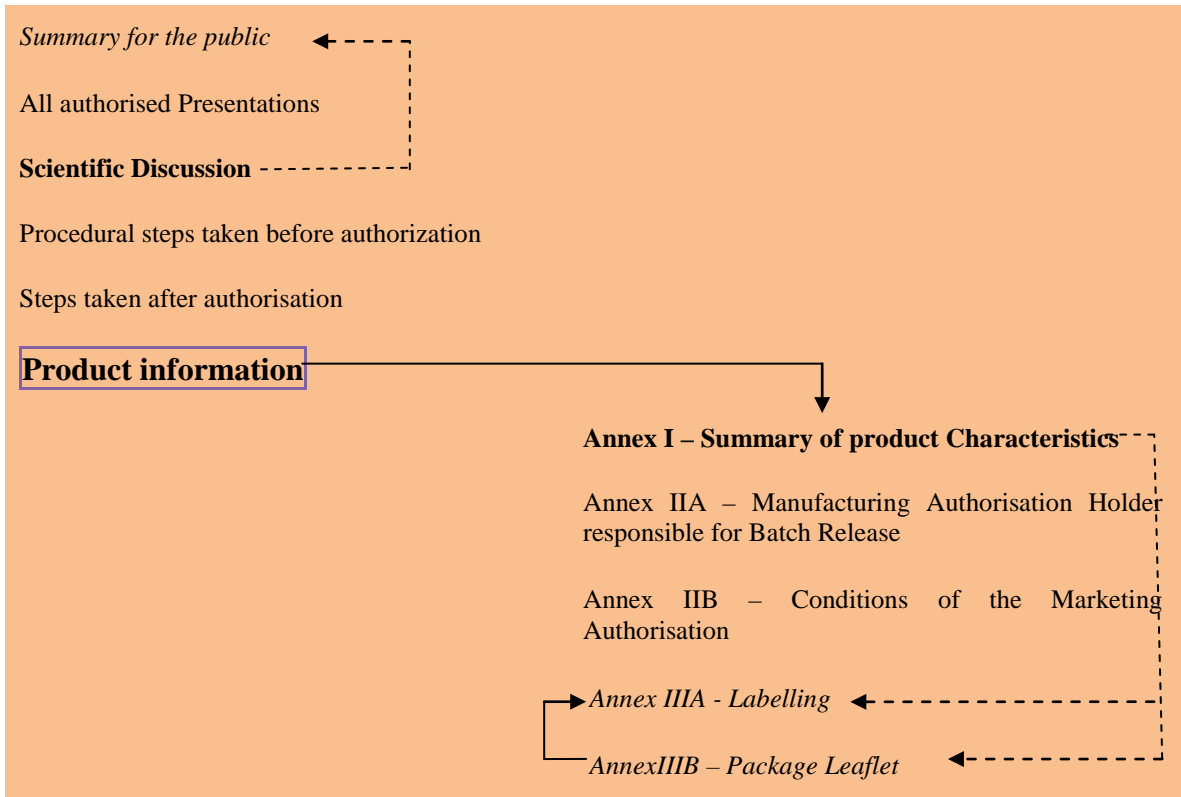 Summary for the public
All authorised Presentations
Scientific Discussion
Procedural steps taken before authorization
Steps taken after authorisation
Product information
Annex I – Summary of product Characteristics
Annex IIA – Manufacturing Authorisation Holder
responsible for Batch Release
Annex IIB – Conditions of the Marketing
Authorisation
Annex IIIA - Labelling
AnnexIIIB – Package Leaflet